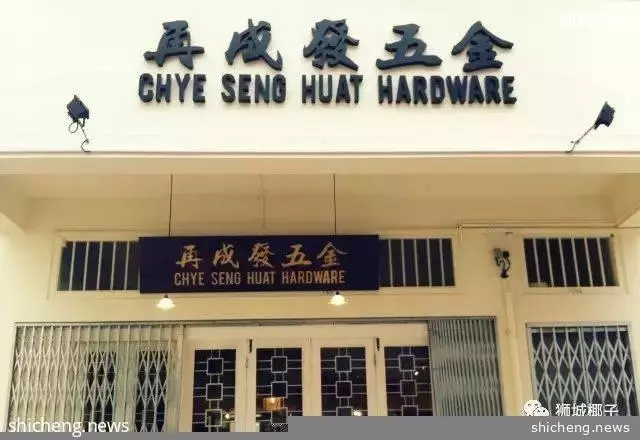 再成發五金
CHYE SENG HUAT HARDWARE
再成發五金
CHYE SENG HUAT HARDWARE
狮城椰子
shicheng.news
shicheng.news